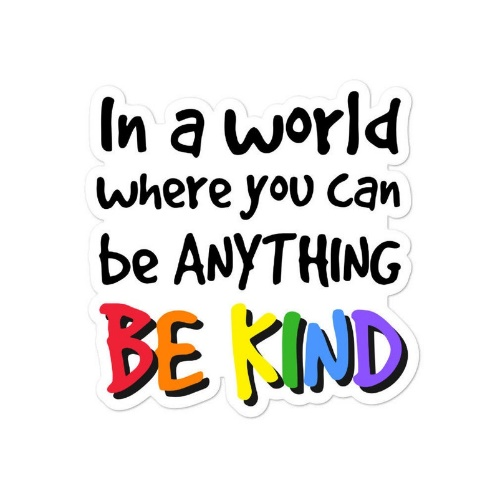 In a world
where you can
be ANYTHING
BE KIND